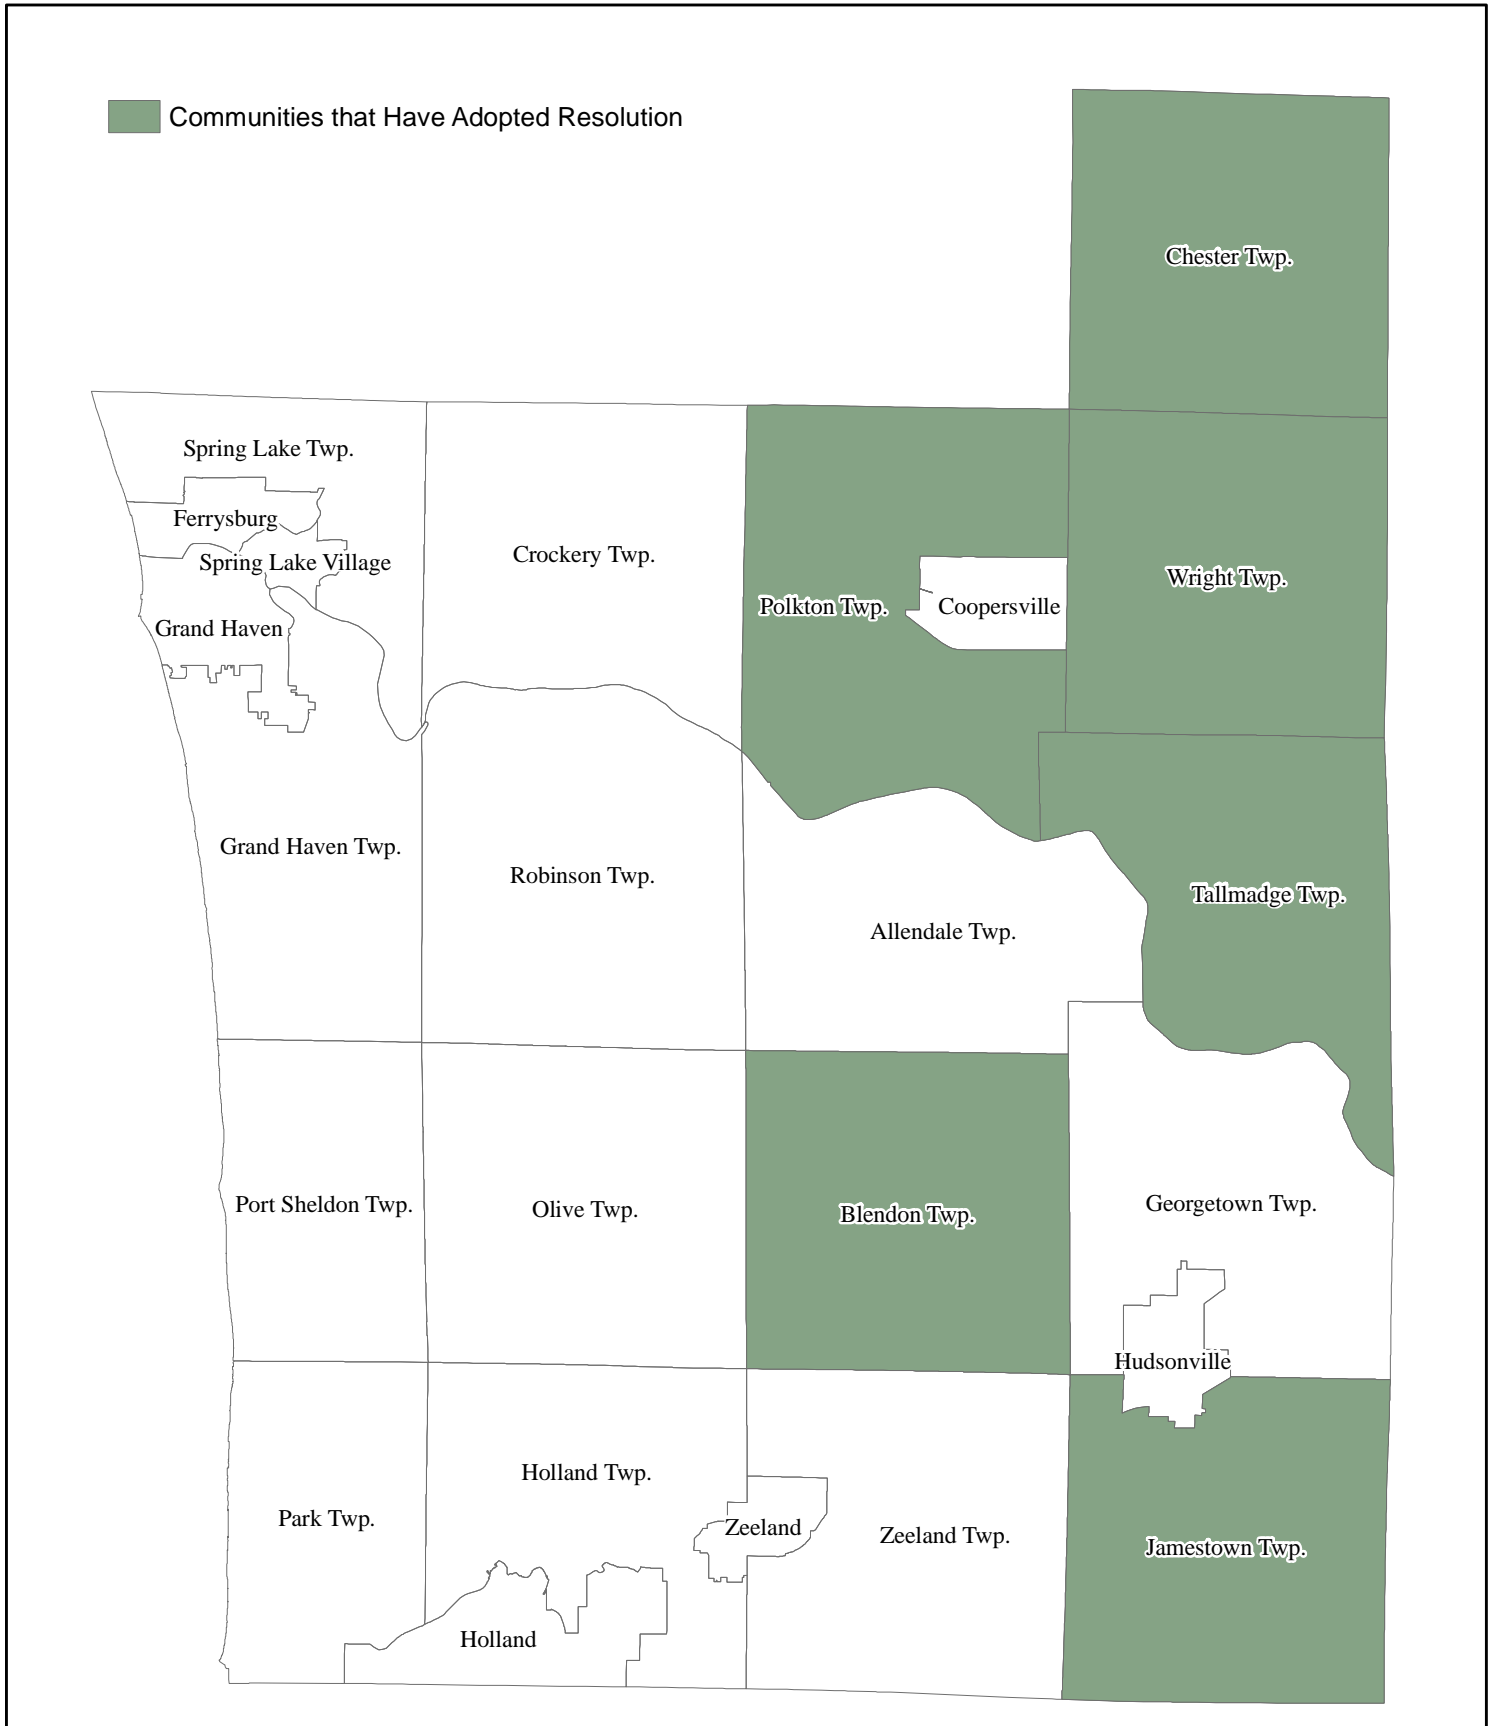 Communities that Have Adopted Resolution
Chester Twp.
Spring Lake Twp.
Ferrysburg
Spring Lake Village
Crockery Twp.
Wright Twp.
Polkton Twp.
Coopersville
Grand Haven
Grand Haven Twp.
Robinson Twp.
Tallmadge Twp.
Allendale Twp.
Port Sheldon Twp.
Olive Twp.
Blendon Twp.
Georgetown Twp.
Hudsonville
Holland Twp.
Park Twp.
Zeeland
Zeeland Twp.
Jamestown Twp.
Holland